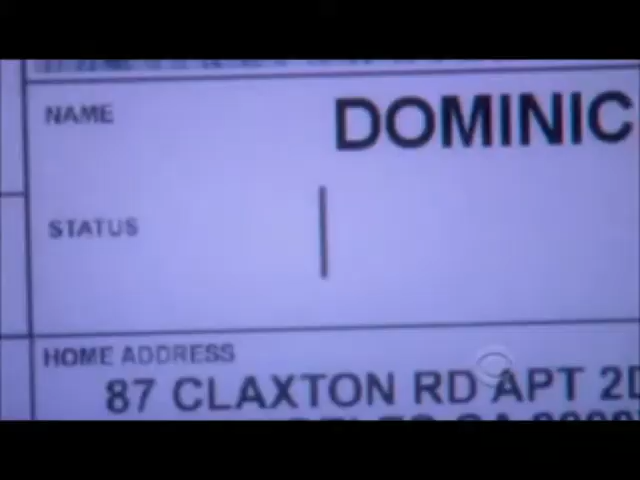 NAME
DOMINIC
STATUS
HOME ADDRESS
87 CLAXTON RD APT 2D